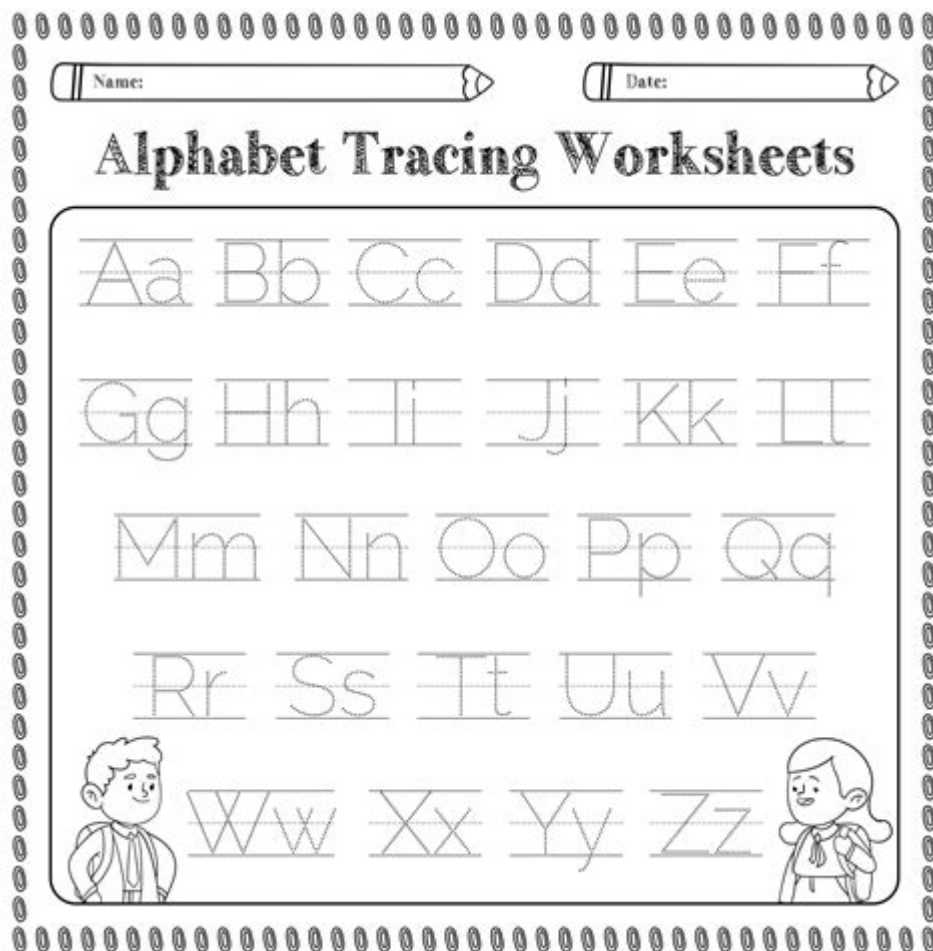 Name: Date:
Alphabet Tracing Worksheets
Aa Bb Cc Dd Ee Ff
Gg Hh Ii Jj Kk Ll
Mm Nn Oo Pp Qq
Rr Ss Tt Uu Vv
Ww Xx Yy Zz